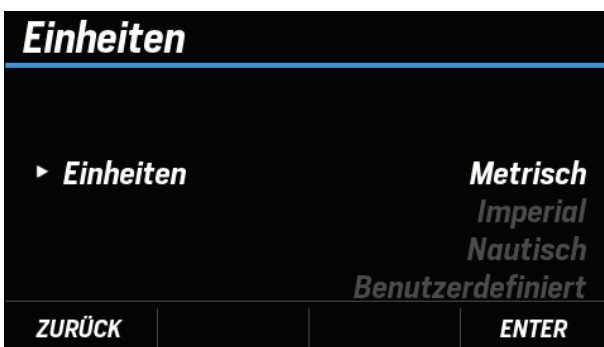 Einheiten
Einheiten Metrisch
Imperial
Nautisch
Benutzerdefiniert
ZURÜCK ENTER